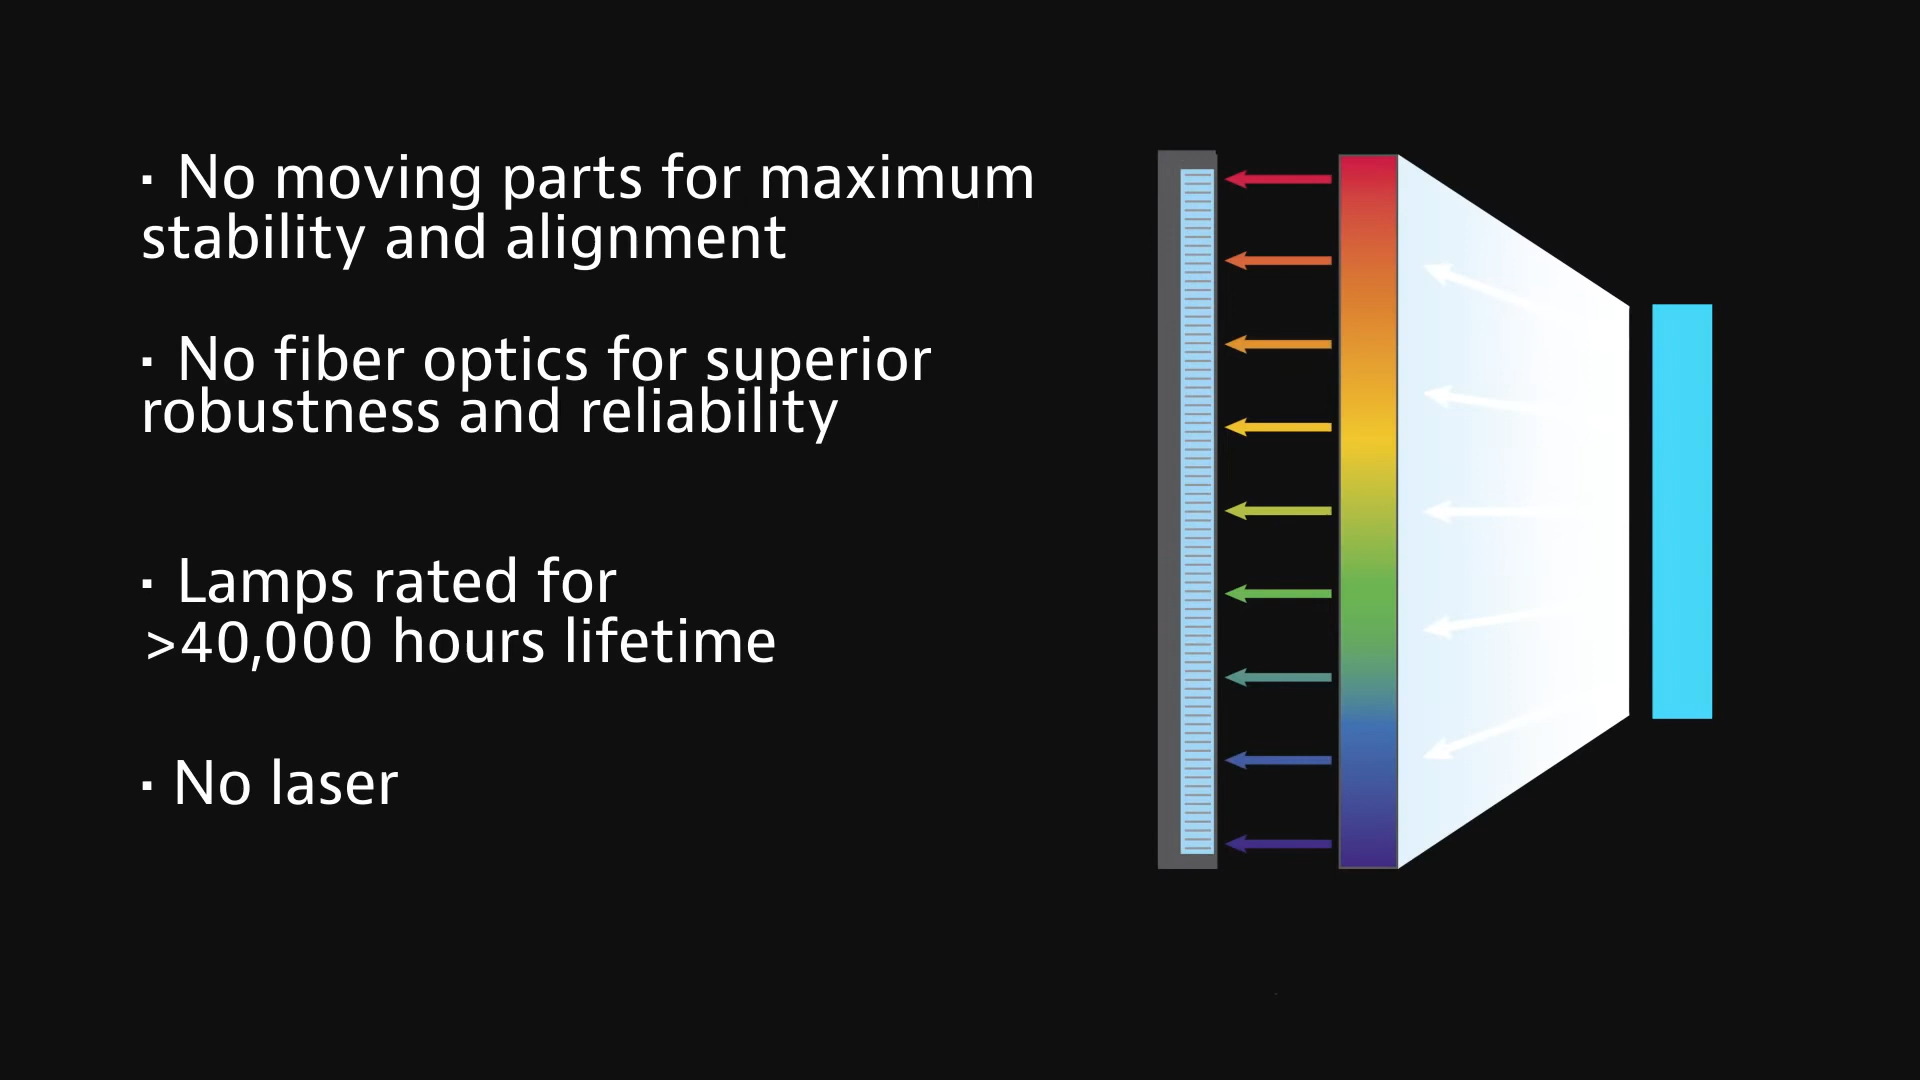 · No moving parts for maximum
stability and alignment
· No fiber optics for superior
robustness and reliability
· Lamps rated for
>40,000 hours lifetime
· No laser